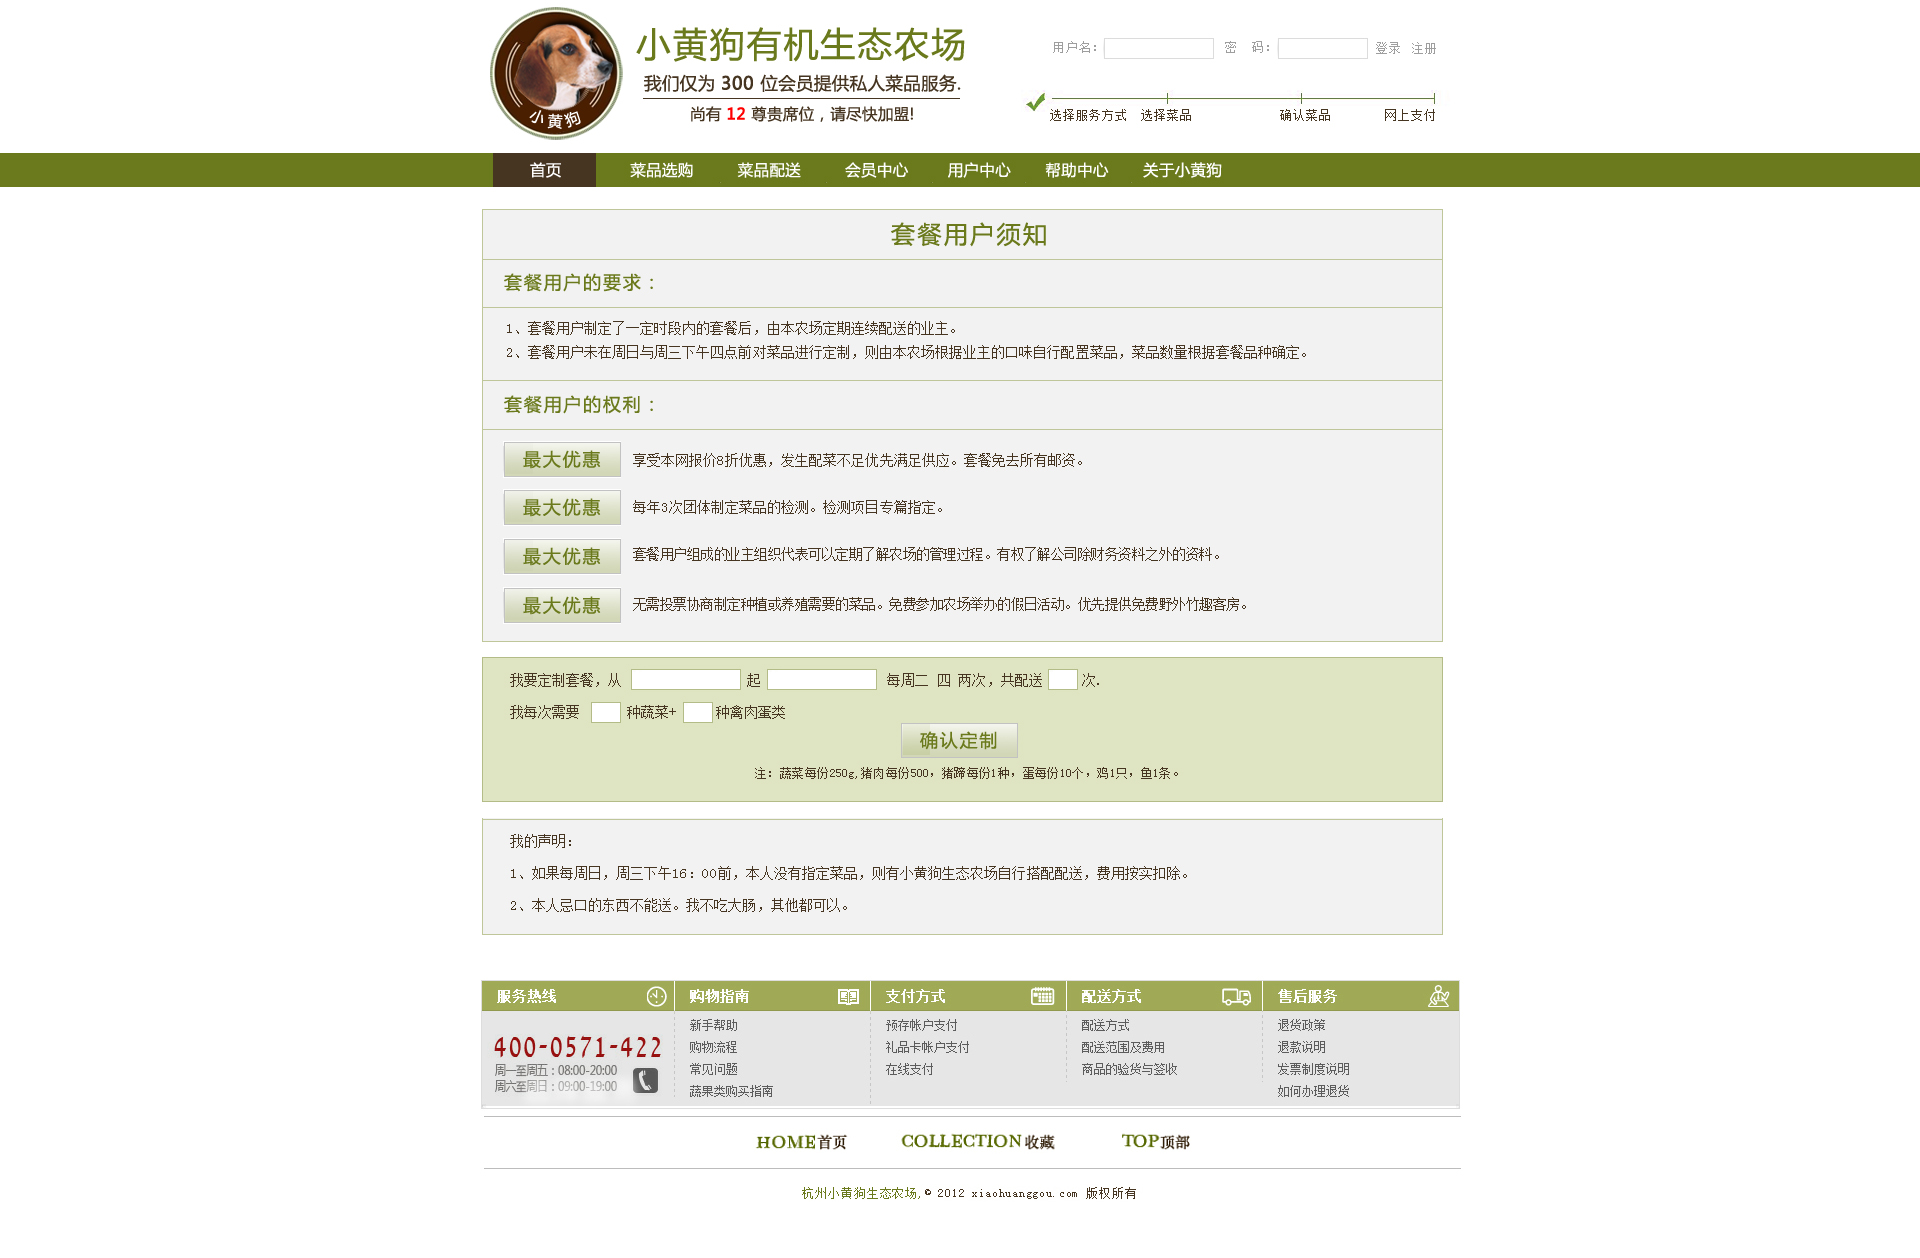 小黄狗
小黄狗有机生态农场
我们仅为 300 位会员提供私人菜品服务.
尚有 12 尊贵席位，请尽快加盟!
用户名： 密 码： 登录 注册
选择服务方式 选择菜品 确认菜品 网上支付
首页 菜品选购 菜品配送 会员中心 用户中心 帮助中心 关于小黄狗
套餐用户须知
套餐用户的要求：
1、套餐用户制定了一定时段内的套餐后，由本农场定期连续配送的业主。
2、套餐用户未在周日与周三下午四点前对菜品进行定制，则由本农场根据业主的口味自行配置菜品，菜品数量根据套餐品种确定。
套餐用户的权利：
最大优惠 享受本网报价8折优惠，发生配菜不足优先满足供应。套餐免去所有邮资。
最大优惠 每年3次团体制定菜品的检测。检测项目专篇指定。
最大优惠 套餐用户组成的业主组织代表可以定期了解农场的管理过程。有权了解公司除财务资料之外的资料。
最大优惠 无需投票协商制定种植或养殖需要的菜品。免费参加农场举办的假日活动。优先提供免费野外竹趣客房。
我要定制套餐，从 起 每周二 四 两次，共配送 次.
我每次需要 种蔬菜+ 种禽肉蛋类
确认定制
注：蔬菜每份250g,猪肉每份500，猪蹄每份1种，蛋每份10个，鸡1只，鱼1条。
我的声明：
1、如果每周日，周三下午16：00前，本人没有指定菜品，则有小黄狗生态农场自行搭配配送，费用按实扣除。
2、本人忌口的东西不能送。我不吃大肠，其他都可以。
服务热线 购物指南 支付方式 配送方式 售后服务
400-0571-422
周一至周五：08:00-20:00
周六至周日：09:00-19:00
新手帮助
购物流程
常见问题
蔬果类购买指南
预存帐户支付
礼品卡帐户支付
在线支付
配送方式
配送范围及费用
商品的验货与签收
退货政策
退款说明
发票制度说明
如何办理退货
HOME首页 COLLECTION收藏 TOP顶部
杭州小黄狗生态农场,© 2012 xiaohuanggou.com 版权所有